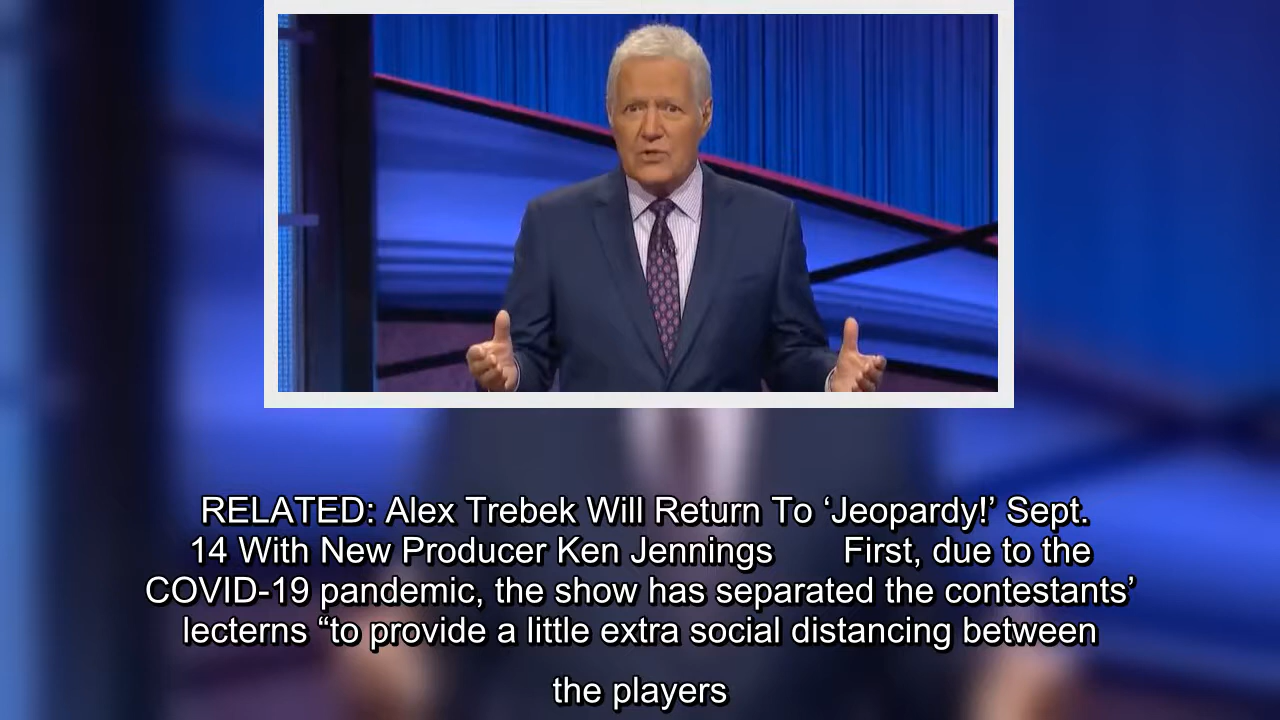 RELATED: Alex Trebek Will Return To ‘Jeopardy!’ Sept.
14 With New Producer Ken Jennings First, due to the
COVID-19 pandemic, the show has separated the contestants’
lecterns “to provide a little extra social distancing between
the players